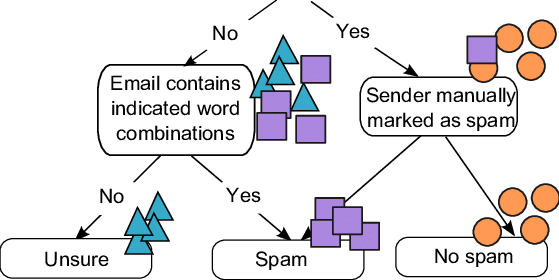 No
Yes
Email contains
indicated word
combinations
Sender manually
marked as spam
No
Yes
Unsure
Spam
No spam